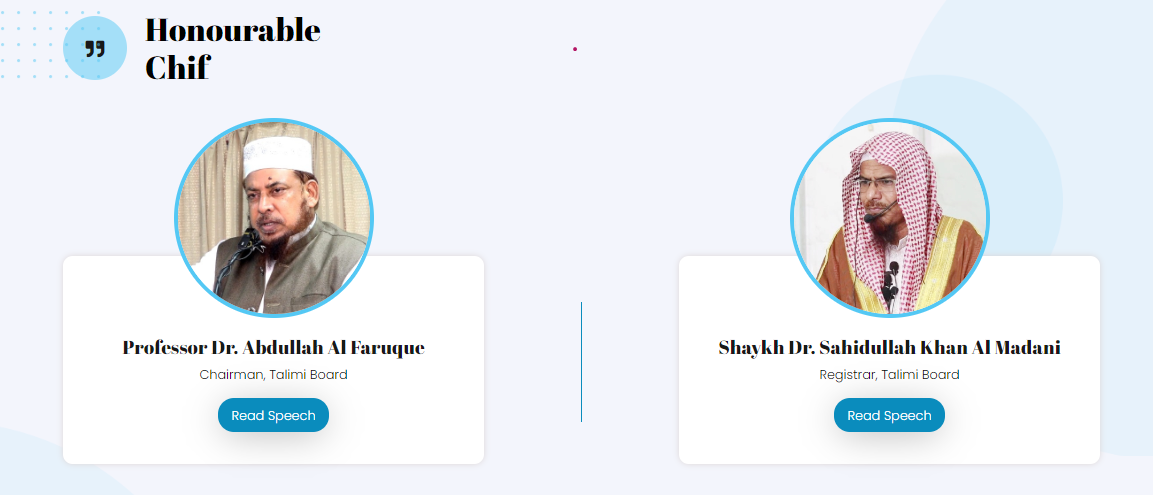 Honourable
Chif
Professor Dr. Abdullah Al Faruque
Chairman, Talimi Board
Read Speech
Shaykh Dr. Sahidullah Khan Al Madani
Registrar, Talimi Board
Read Speech